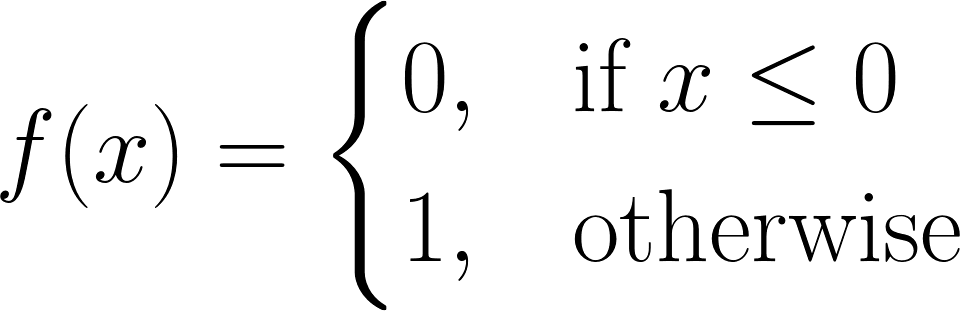 f(x) = { 0, if x ≤ 0
1, otherwise